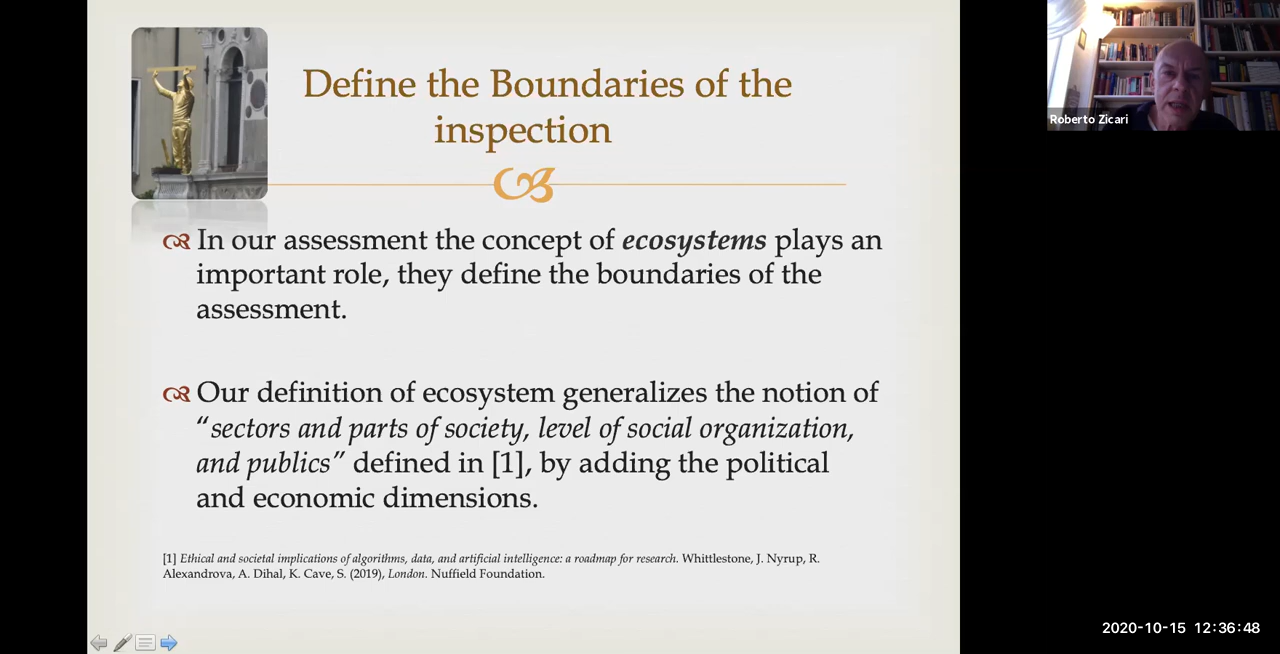 Define the Boundaries of the
inspection
In our assessment the concept of ecosystems plays an
important role, they define the boundaries of the
assessment.
Our definition of ecosystem generalizes the notion of
“sectors and parts of society, level of social organization,
and publics” defined in [1], by adding the political
and economic dimensions.
[1] Ethical and societal implications of algorithms, data, and artificial intelligence: a roadmap for research. Whittlestone, J. Nyrup, R.
Alexandrova, A. Dihal, K. Cave, S. (2019), London. Nuffield Foundation.
Roberto Zicari
2020-10-15 12:36:48